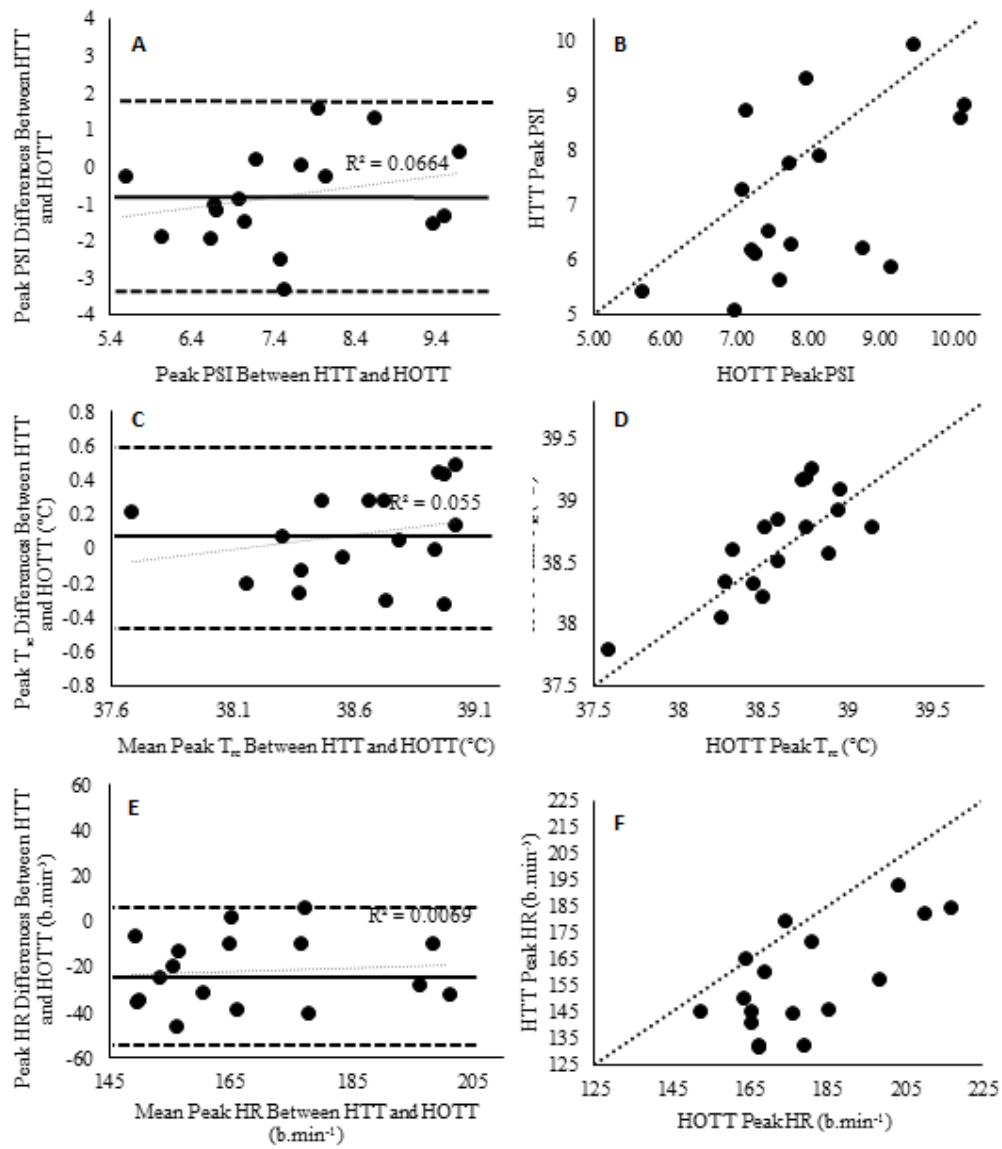 A
4
3
2
1
0
-1
-2
-3
-4
Peak PSI Differences Between HTT
and HOTT
R² = 0.0664
5.4 6.4 7.4 8.4 9.4
Peak PSI Between HTT and HOTT
B
10
9
8
7
6
5
HTT Peak PSI
5.00 6.00 7.00 8.00 9.00 10.00
HOTT Peak PSI
C
0.8
0.6
0.4
0.2
0
-0.2
-0.4
-0.6
-0.8
Peak Tre Differences Between HTT
and HOTT (°C)
R² = 0.055
37.6 38.1 38.6 39.1
Mean Peak Tre Between HTT and HOTT (°C)
D
39.5
39
38.5
38
37.5
37.5 38 38.5 39 39.5
HOTT Peak Tre (°C)
E
60
40
20
0
-20
-40
-60
Peak HR Differences Between HTT
and HOTT (b.min⁻¹)
R² = 0.0069
145 165 185 205
Mean Peak HR Between HTT and HOTT
(b.min⁻¹)
F
225
215
205
195
185
175
165
155
145
135
125
HTT Peak HR (b.min⁻¹)
125 145 165 185 205 225
HOTT Peak HR (b.min⁻¹)